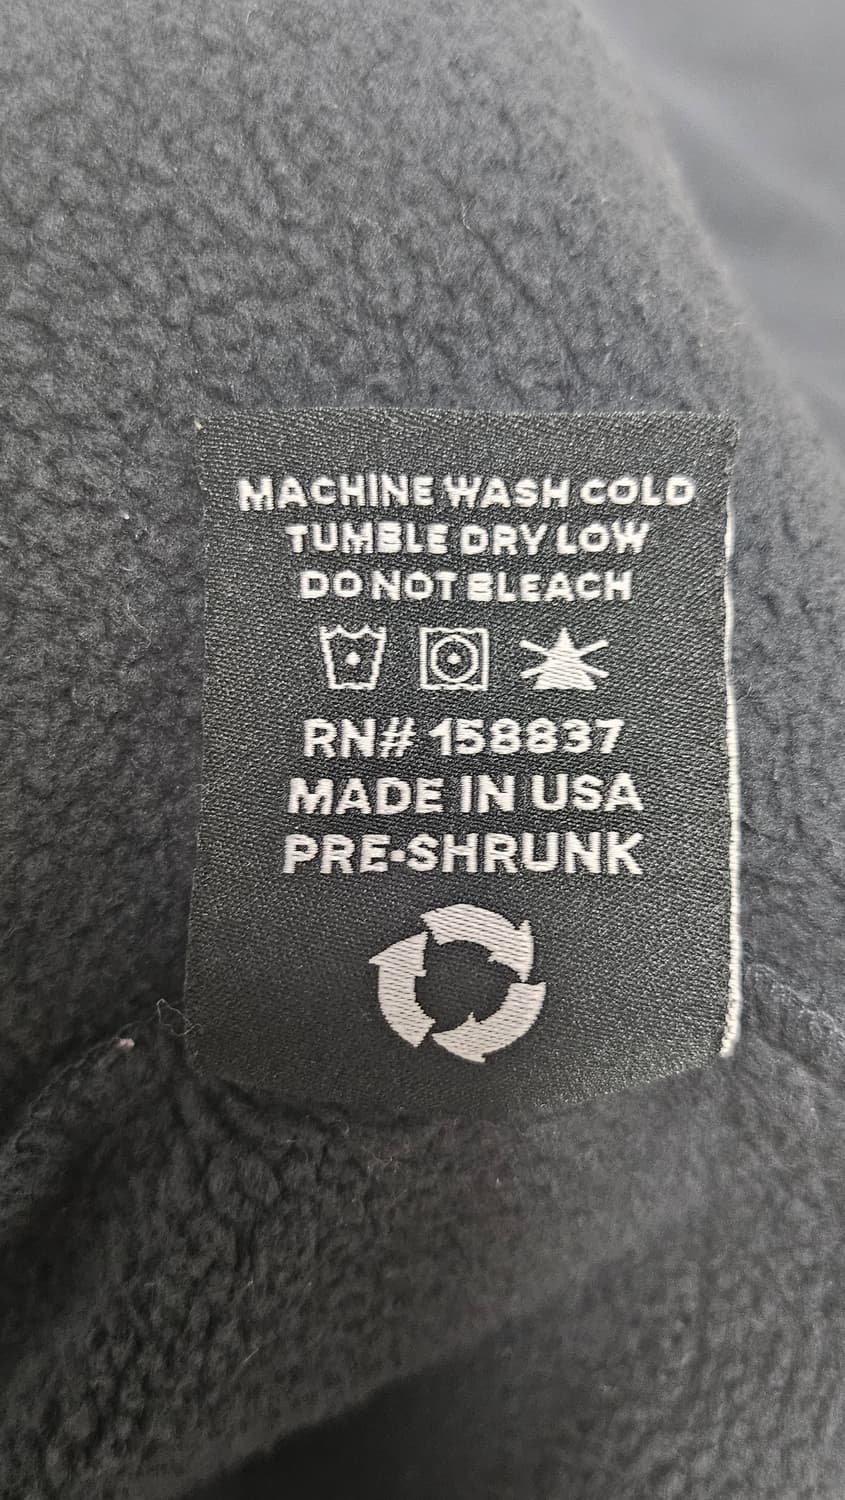 MACHINE WASH COLD
TUMBLE DRY LOW
DO NOT BLEACH
RN# 158837
MADE IN USA
PRE-SHRUNK